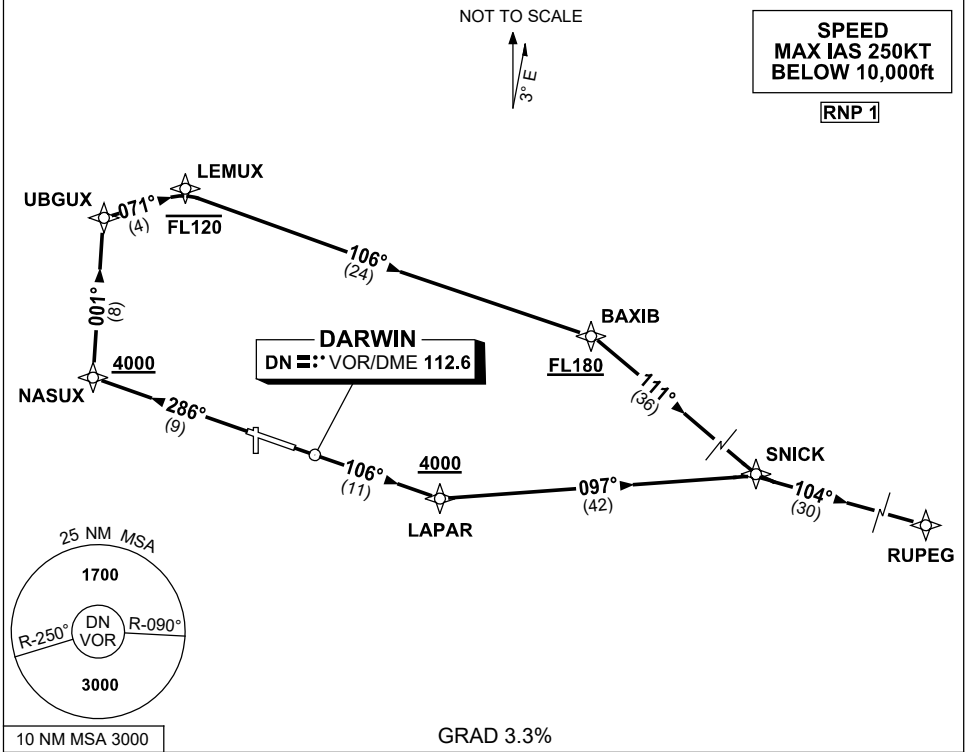 NOT TO SCALE
3° E
SPEED
MAX IAS 250KT
BELOW 10,000ft
RNP 1
LEMUX
UBGUX
071°
(4)
FL120
106°
(24)
001°
(8)
BAXIB
FL180
DARWIN
DN VOR/DME 112.6
4000
NASUX
286°
(9)
111°
(36)
SNICK
106°
(11)
4000
LAPAR
097°
(42)
104°
(30)
RUPEG
25 NM MSA
1700
DN
VOR
R-250°
R-090°
3000
10 NM MSA 3000
GRAD 3.3%